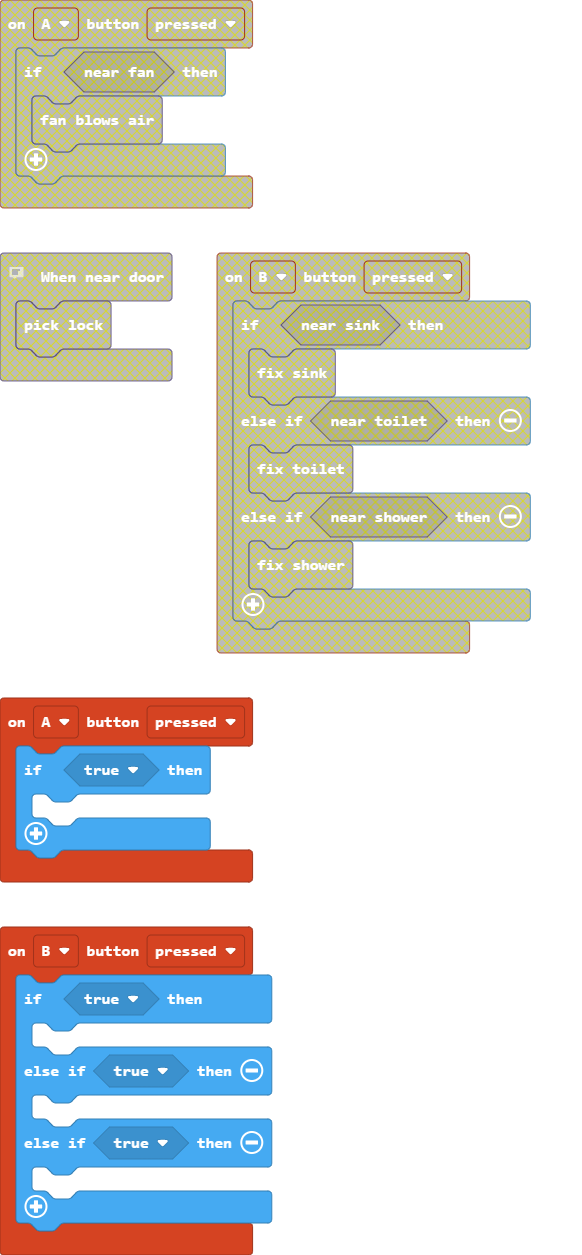 on A button pressed
if near fan then
fan blows air
When near door
pick lock
on B button pressed
if near sink then
fix sink
else if near toilet then
fix toilet
else if near shower then
fix shower
on A button pressed
if true then
on B button pressed
if true then
else if true then
else if true then